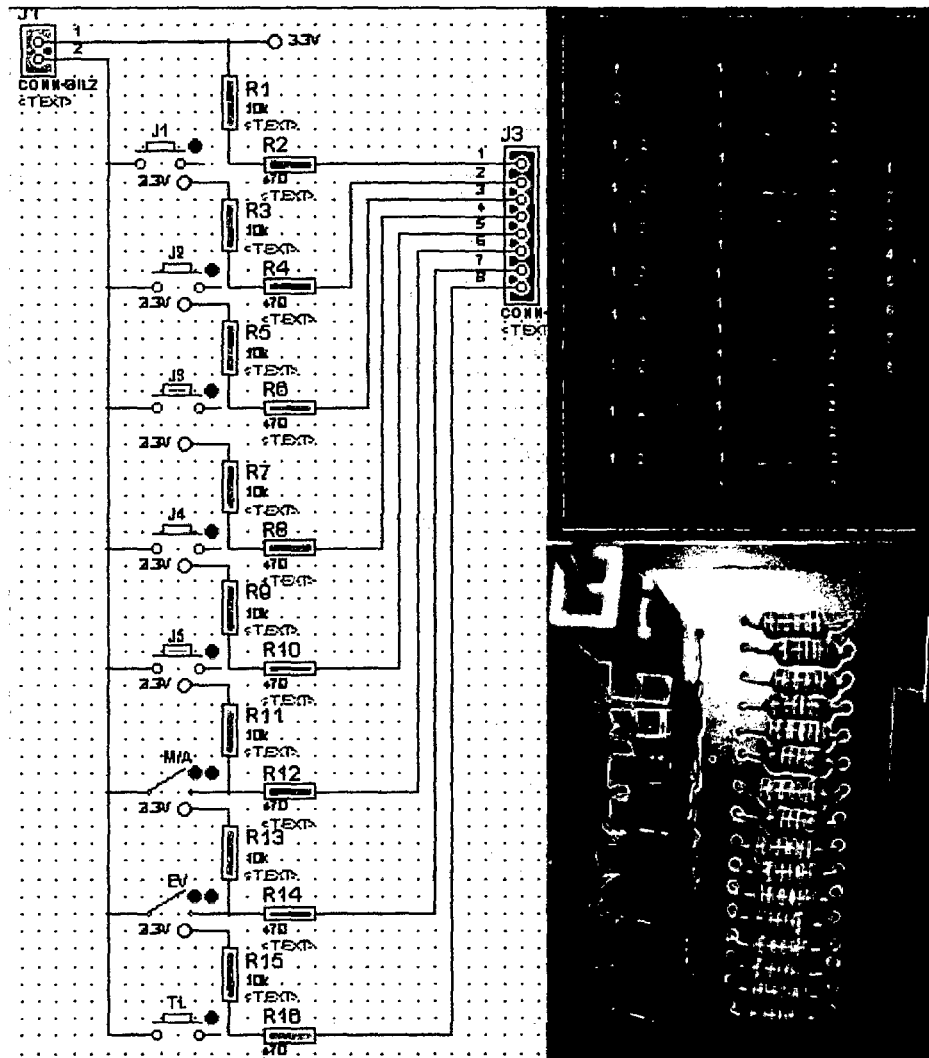 J1
1
2
3.3V
CONN-SIL2
<TEXT>
R1
10k
<TEXT>
J1
R2
470
<TEXT>
3.3V
R3
10k
<TEXT>
J2
R4
470
<TEXT>
3.3V
R5
10k
<TEXT>
J3
R6
470
<TEXT>
3.3V
R7
10k
<TEXT>
J4
R8
470
<TEXT>
3.3V
R9
10k
<TEXT>
J5
R10
470
<TEXT>
3.3V
R11
10k
<TEXT>
M/A
R12
470
<TEXT>
3.3V
R13
10k
<TEXT>
EV
R14
470
<TEXT>
3.3V
R15
10k
<TEXT>
TL
R16
470
J3
1
2
3
4
5
6
7
8
CONN-
<TEXT